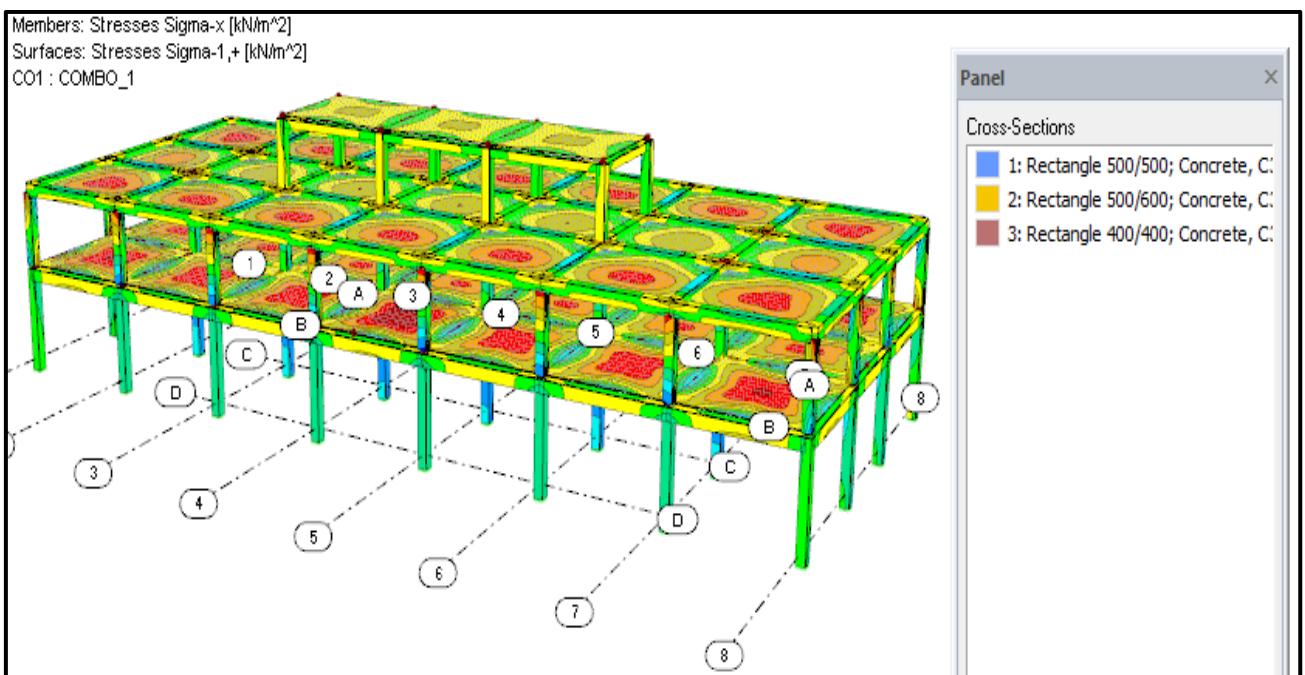 Members: Stresses Sigma-x [kN/m^2]
Surfaces: Stresses Sigma-1,+ [kN/m^2]
CO1 : COMBO_1
Panel
Cross-Sections
1: Rectangle 500/500; Concrete,
2: Rectangle 500/600; Concrete,
3: Rectangle 400/400; Concrete,
1
2
A
3
B
4
5
6
C
A
D
8
B
3
C
4
D
5
6
7
8